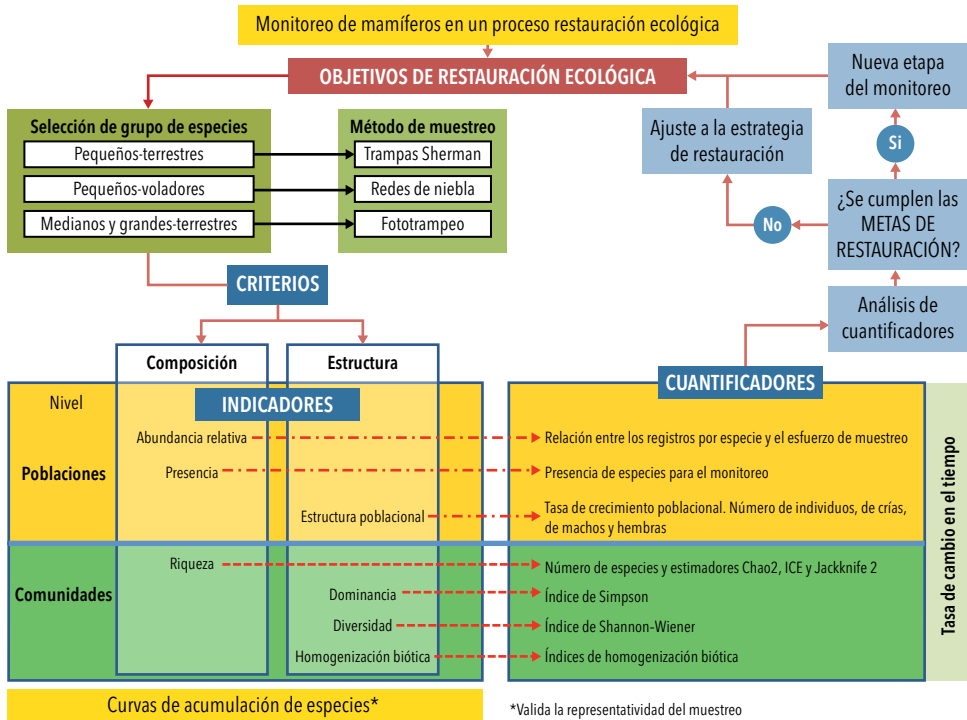 Monitoreo de mamíferos en un proceso restauración ecológica
OBJETIVOS DE RESTAURACIÓN ECOLÓGICA
Selección de grupo de especies
Pequeños-terrestres
Pequeños-voladores
Medianos y grandes-terrestres
Método de muestreo
Trampas Sherman
Redes de niebla
Fototrampeo
Nueva etapa
del monitoreo
Ajuste a la estrategia
de restauración
Si
No
¿Se cumplen las
METAS DE
RESTAURACIÓN?
Análisis de
cuantificadores
CRITERIOS
Composición
Estructura
INDICADORES
CUANTIFICADORES
Nivel
Poblaciones
Abundancia relativa
Relación entre los registros por especie y el esfuerzo de muestreo
Presencia
Presencia de especies para el monitoreo
Estructura poblacional
Tasa de crecimiento poblacional. Número de individuos, de crías,
de machos y hembras
Comunidades
Riqueza
Número de especies y estimadores Chao2, ICE y Jackknife 2
Dominancia
Índice de Simpson
Diversidad
Índice de Shannon-Wiener
Homogenización biótica
Índices de homogenización biótica
Tasa de cambio en el tiempo
Curvas de acumulación de especies*
*Valida la representatividad del muestreo